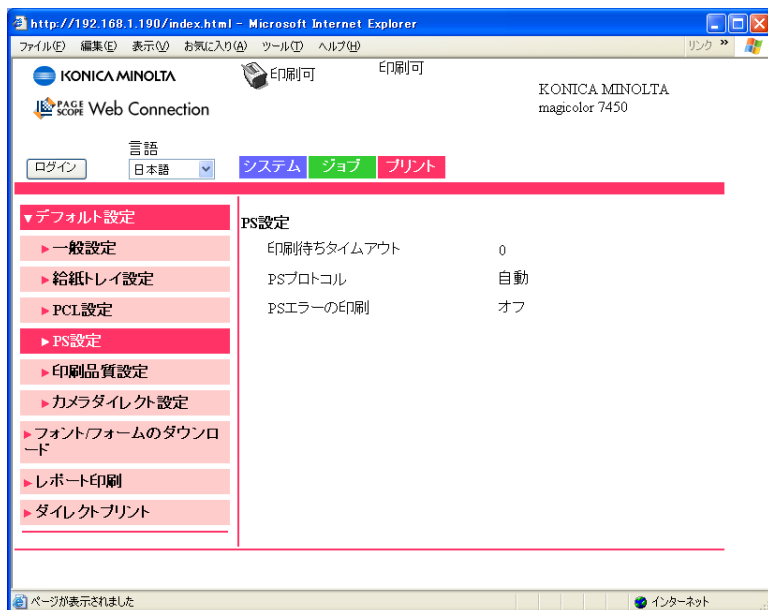 http://192.168.1.190/index.html - Microsoft Internet Explorer
ファイル(F) 編集(E) 表示(V) お気に入り(A) ツール(T) ヘルプ(H) リンク »
KONICA MINOLTA
印刷可
印刷可
KONICA MINOLTA
magicolor 7450
PAGE SCOPE Web Connection
言語
ログイン
日本語
システム ジョブ プリント
▼デフォルト設定
▶一般設定
▶給紙トレイ設定
▶PCL設定
▶PS設定
▶印刷品質設定
▶カメラダイレクト設定
▶フォント/フォームのダウンロ
ード
▶レポート印刷
▶ダイレクトプリント
PS設定
印刷待ちタイムアウト 0
PSプロトコル 自動
PSエラーの印刷 オフ
ページが表示されました
インターネット